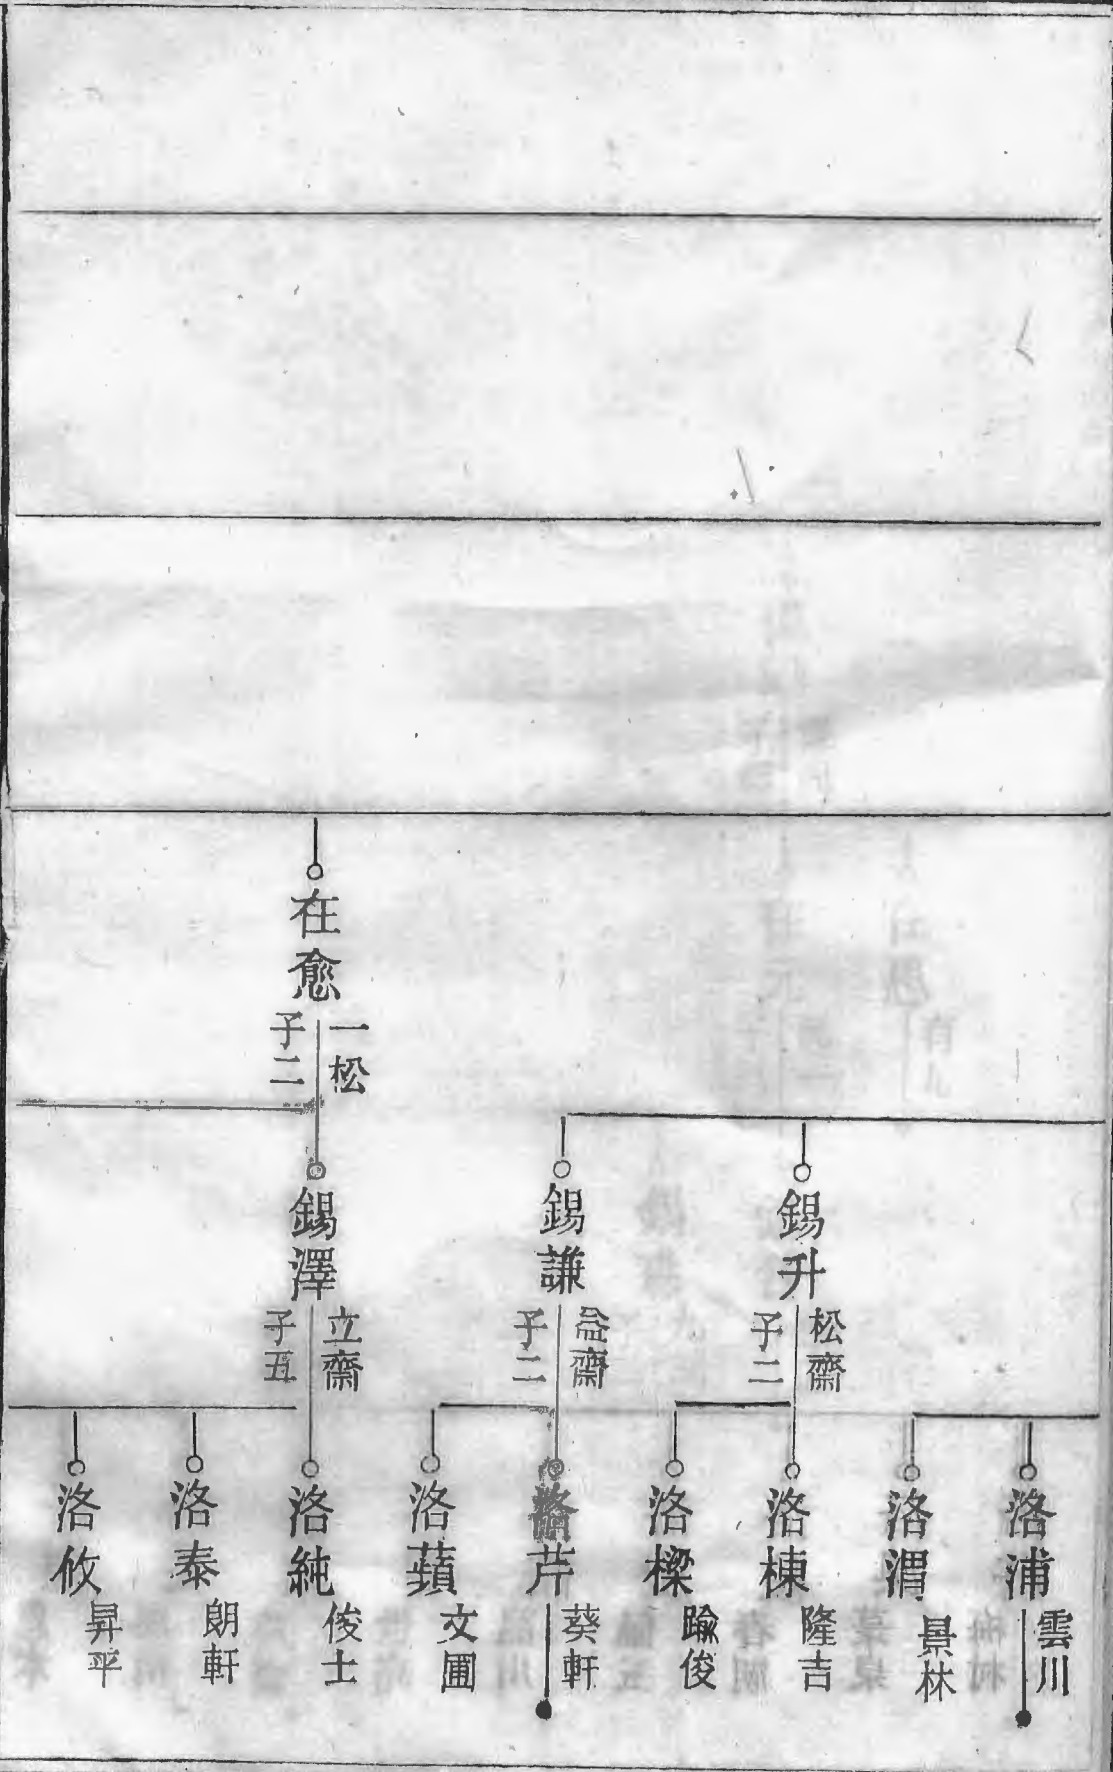 在愈
一松
子二
錫升
松齋
子二
錫謙
益齋
子二
錫澤
立齋
子五
洛浦
雲川
洛渭
景林
洛棟
隆吉
洛樑
踰俊
洛芹
葵軒
洛蘋
文圃
洛純
俊士
洛泰
朗軒
洛攸
昇平